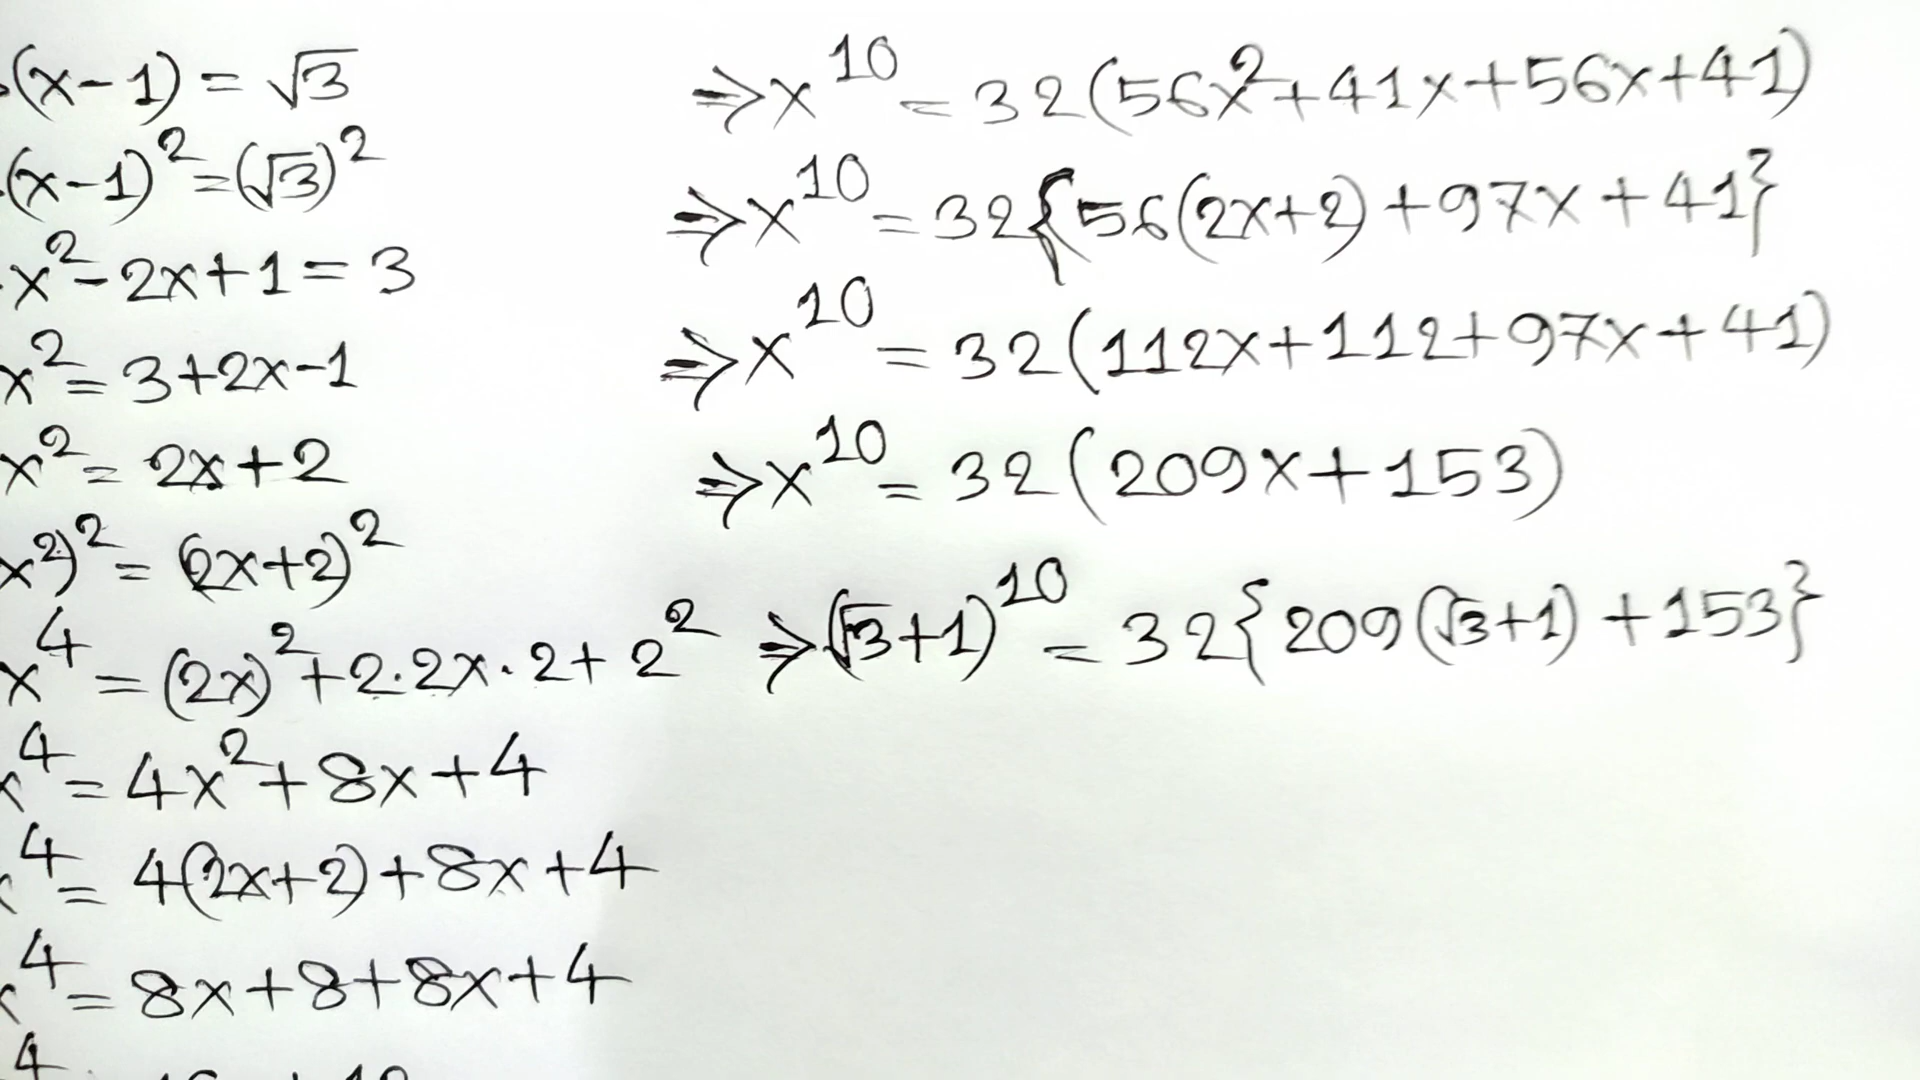 (x-1) = √3
(x-1)² = (√3)²
x² - 2x + 1 = 3
x² = 3 + 2x - 1
x² = 2x + 2
x²)² = (2x+2)²
x⁴ = (2x)² + 2·2x·2 + 2²
x⁴ = 4x² + 8x + 4
x⁴ = 4(2x+2) + 8x + 4
x⁴ = 8x + 8 + 8x + 4
4
⇒ x¹⁰ = 32(56x² + 41x + 56x + 41)
⇒ x¹⁰ = 32{56(2x+2) + 97x + 41}
⇒ x¹⁰ = 32(112x + 112 + 97x + 41)
⇒ x¹⁰ = 32(209x + 153)
⇒ (√3+1)¹⁰ = 32{209(√3+1) + 153}